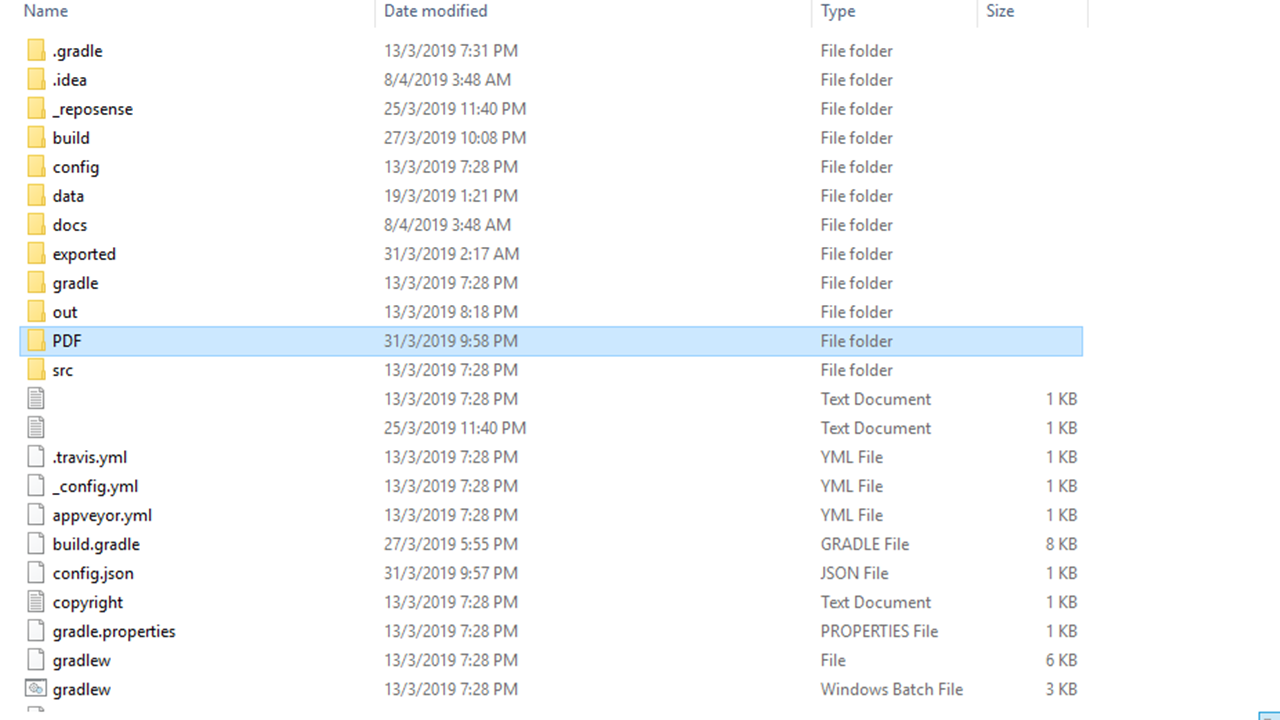 Name Date modified Type Size
.gradle 13/3/2019 7:31 PM File folder
.idea 8/4/2019 3:48 AM File folder
_reposense 25/3/2019 11:40 PM File folder
build 27/3/2019 10:08 PM File folder
config 13/3/2019 7:28 PM File folder
data 19/3/2019 1:21 PM File folder
docs 8/4/2019 3:48 AM File folder
exported 31/3/2019 2:17 AM File folder
gradle 13/3/2019 7:28 PM File folder
out 13/3/2019 8:18 PM File folder
PDF 31/3/2019 9:58 PM File folder
src 13/3/2019 7:28 PM File folder
13/3/2019 7:28 PM Text Document 1 KB
25/3/2019 11:40 PM Text Document 1 KB
.travis.yml 13/3/2019 7:28 PM YML File 1 KB
_config.yml 13/3/2019 7:28 PM YML File 1 KB
appveyor.yml 13/3/2019 7:28 PM YML File 1 KB
build.gradle 27/3/2019 5:55 PM GRADLE File 8 KB
config.json 31/3/2019 9:57 PM JSON File 1 KB
copyright 13/3/2019 7:28 PM Text Document 1 KB
gradle.properties 13/3/2019 7:28 PM PROPERTIES File 1 KB
gradlew 13/3/2019 7:28 PM File 6 KB
gradlew 13/3/2019 7:28 PM Windows Batch File 3 KB